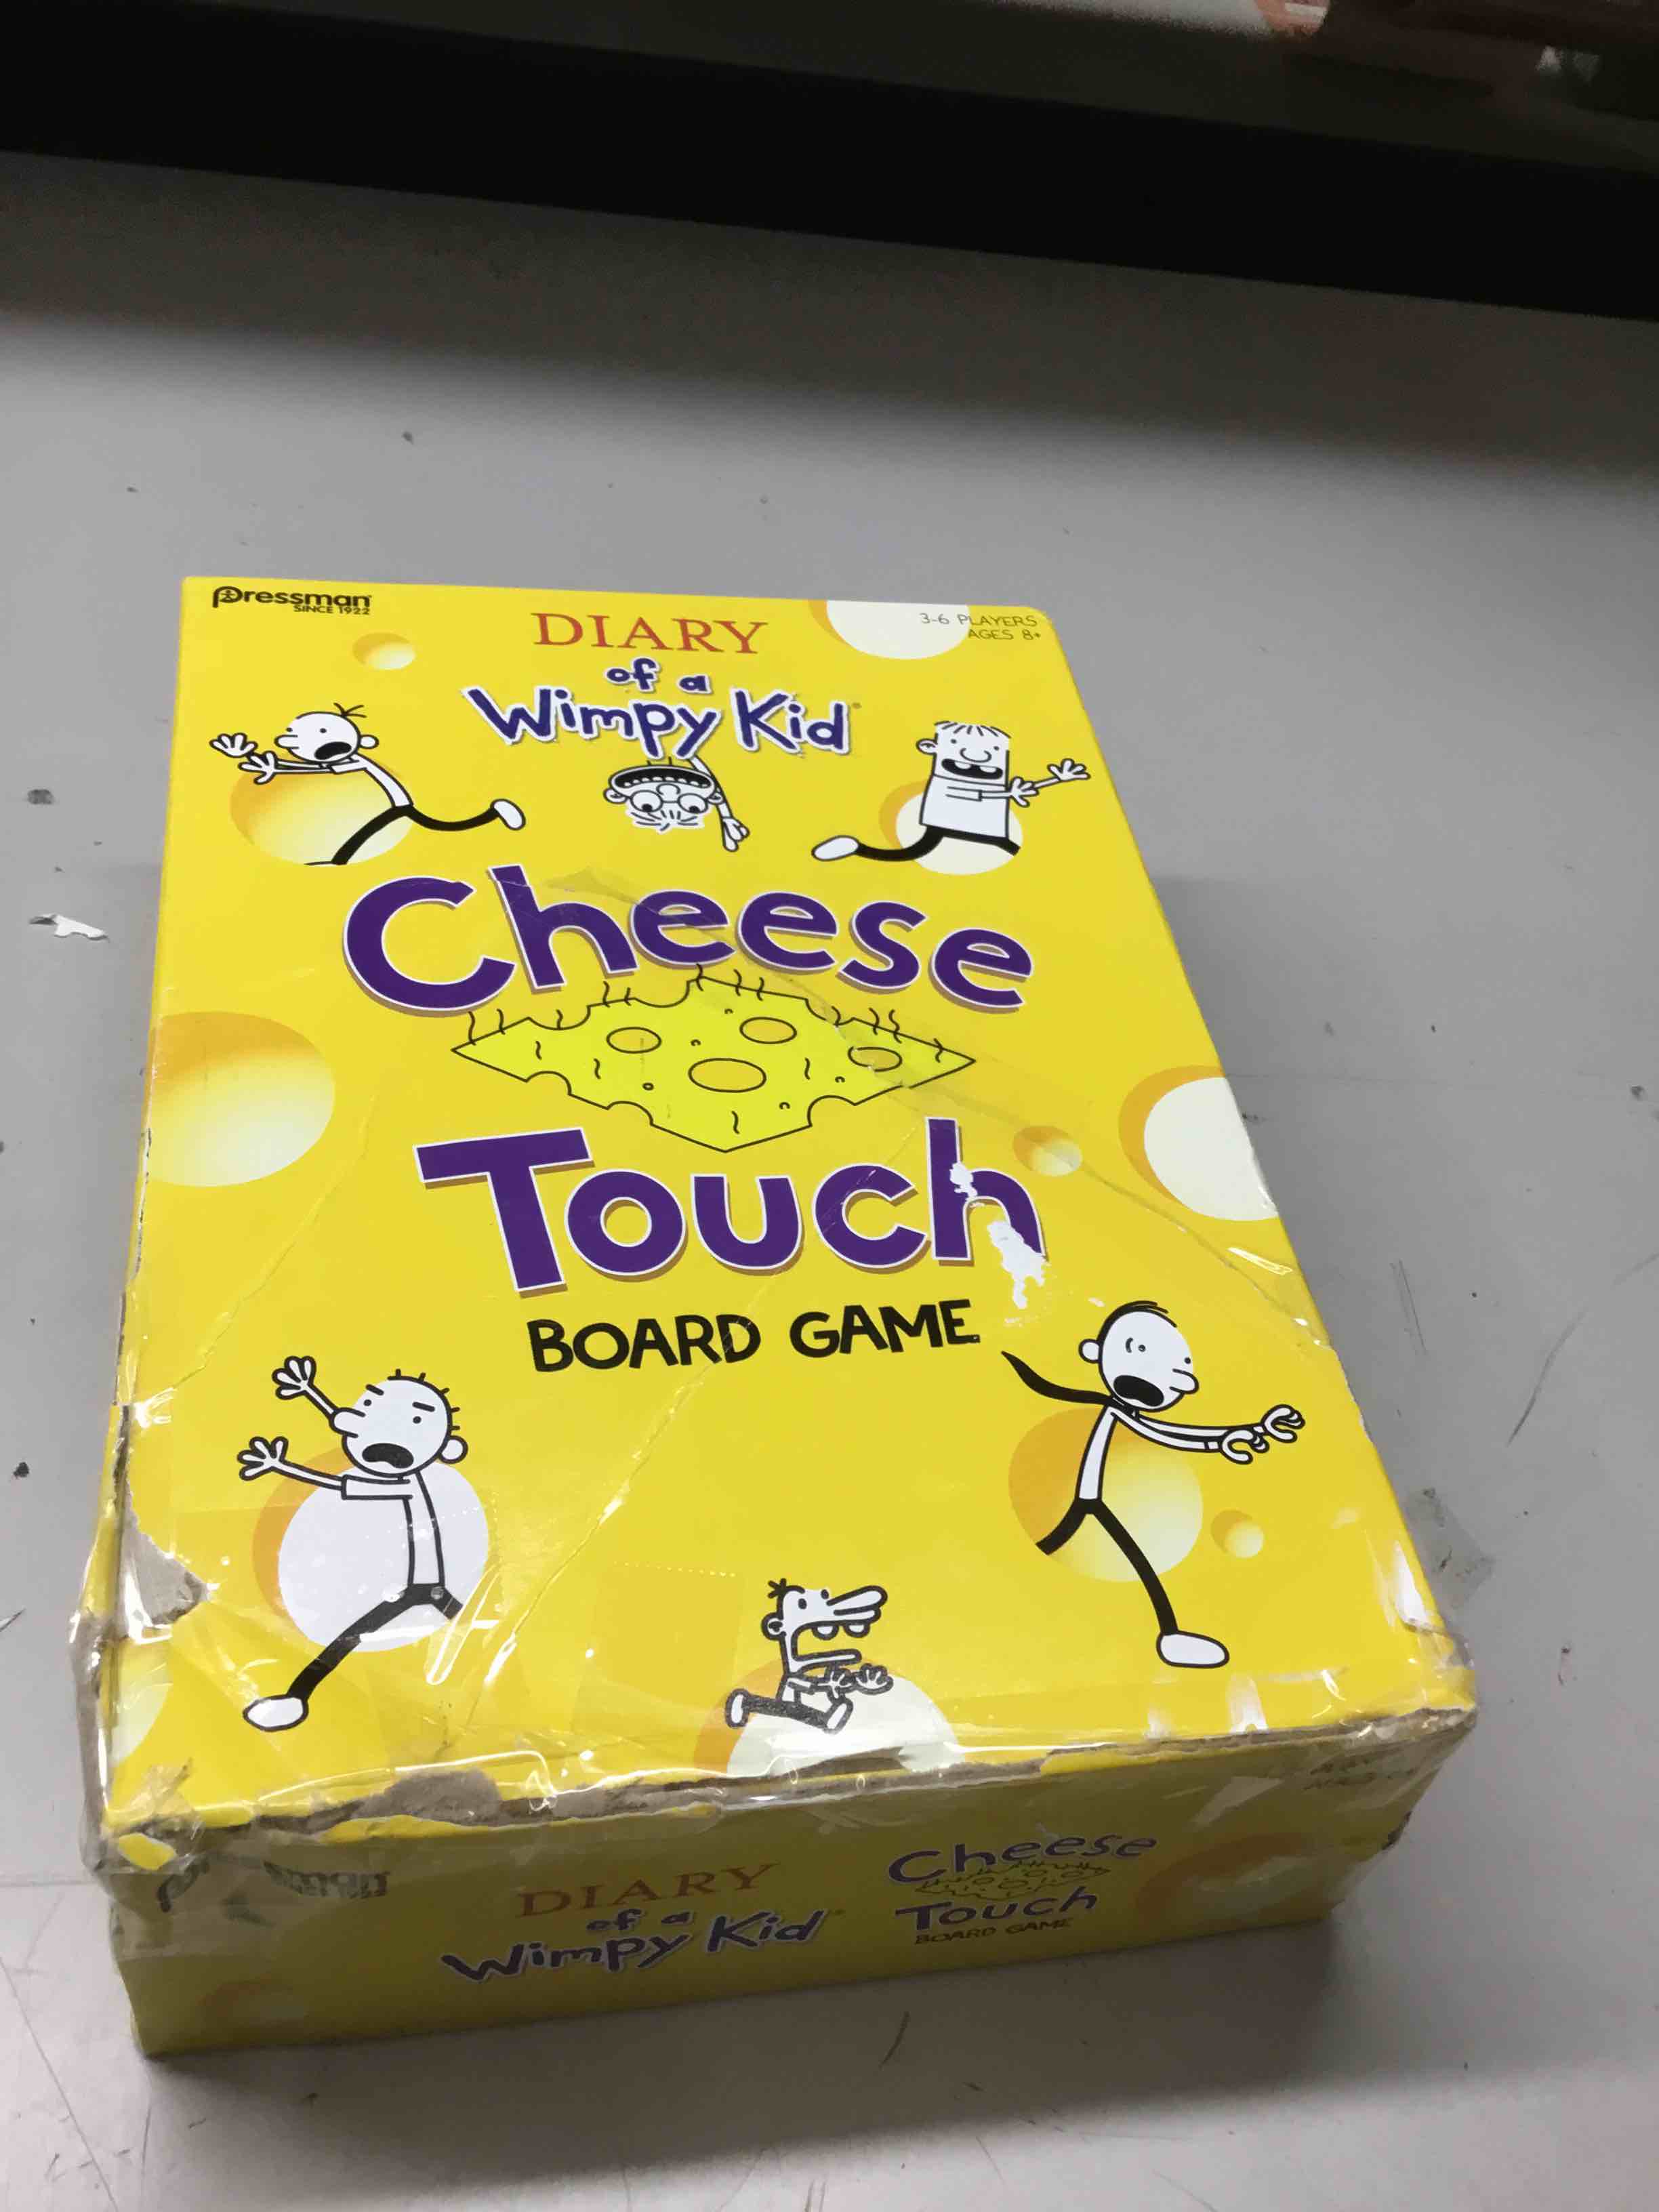 Pressman
SINCE 1922
3-6 PLAYERS
AGES 8+
DIARY
of a
Wimpy Kid
Cheese
Touch
BOARD GAME
DIARY
of a
Wimpy Kid
Cheese
Touch
BOARD GAME